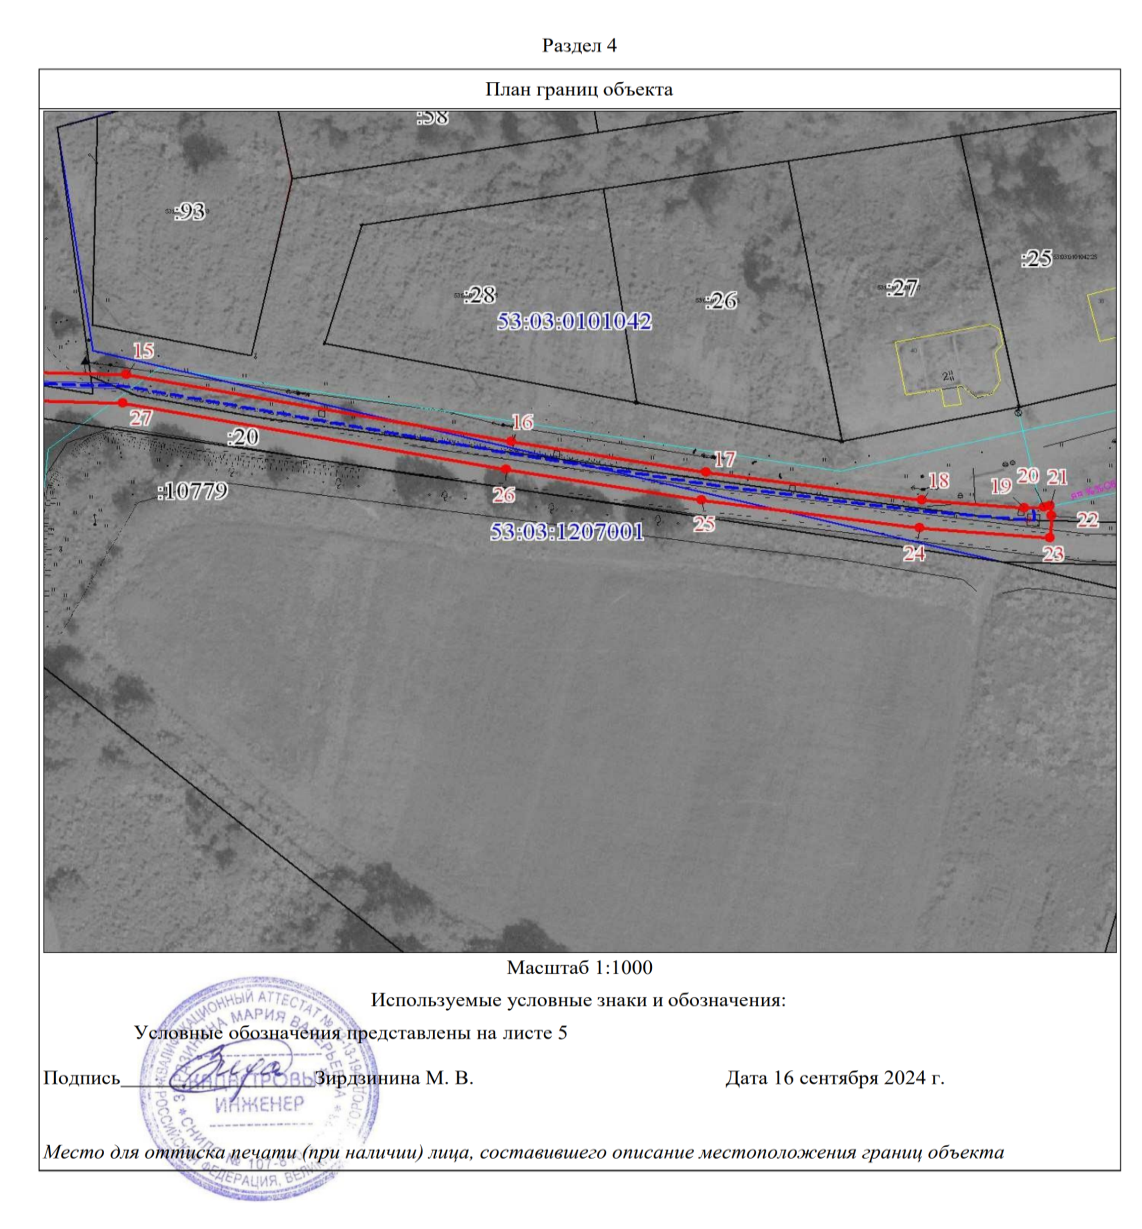 Раздел 4
План границ объекта
:58
:93
:25
:27
:28
:26
53:03:0101042
15
2
27
16
:20
17
18
20
21
19
:10779
26
25
22
53:03:1207001
24
23
Масштаб 1:1000
Используемые условные знаки и обозначения:
Условные обозначения представлены на листе 5
Подпись Зирдзинина М. В. Дата 16 сентября 2024 г.
КАДАСТРОВЫЙ
ИНЖЕНЕР
Место для оттиска печати (при наличии) лица, составившего описание местоположения границ объекта